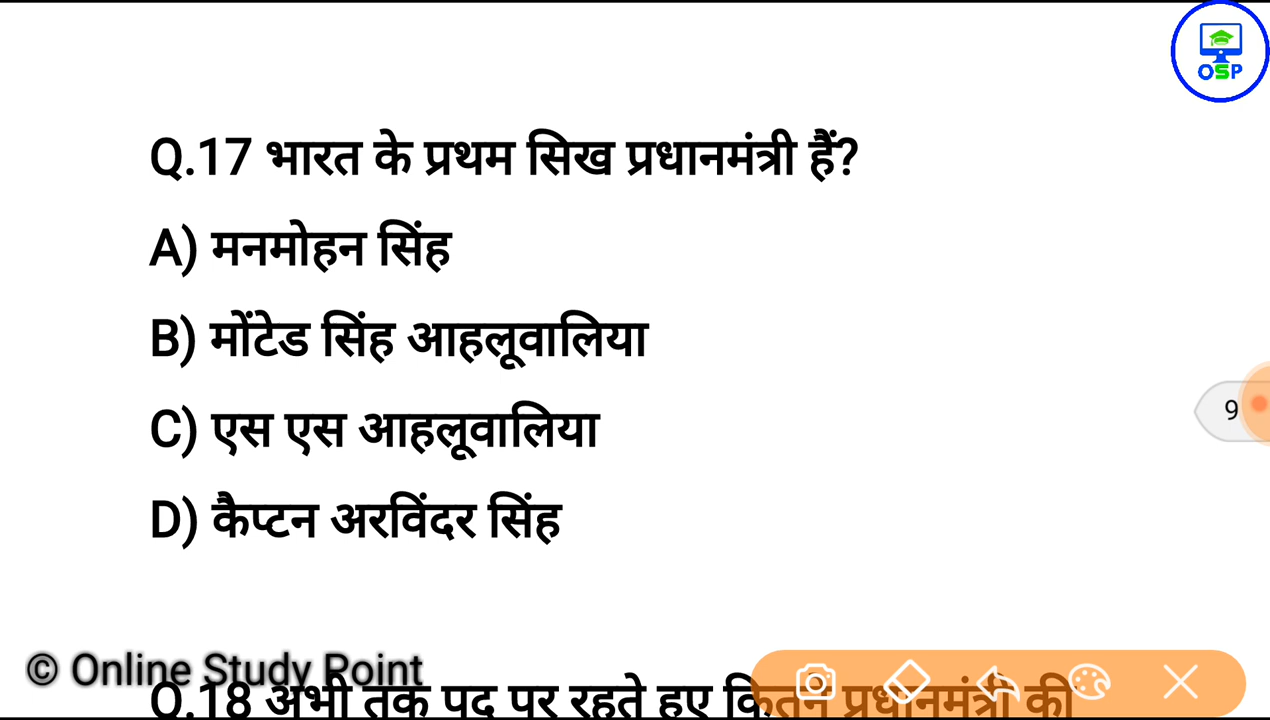 OSP
Q.17 भारत के प्रथम सिख प्रधानमंत्री हैं?
A) मनमोहन सिंह
B) मोंटेड सिंह आहलूवालिया
9
C) एस एस आहलूवालिया
D) कैप्टन अरविंदर सिंह
© Online Study Point
Q.18 अभी तक पद पर रहते हुए कितने प्रधानमंत्री की